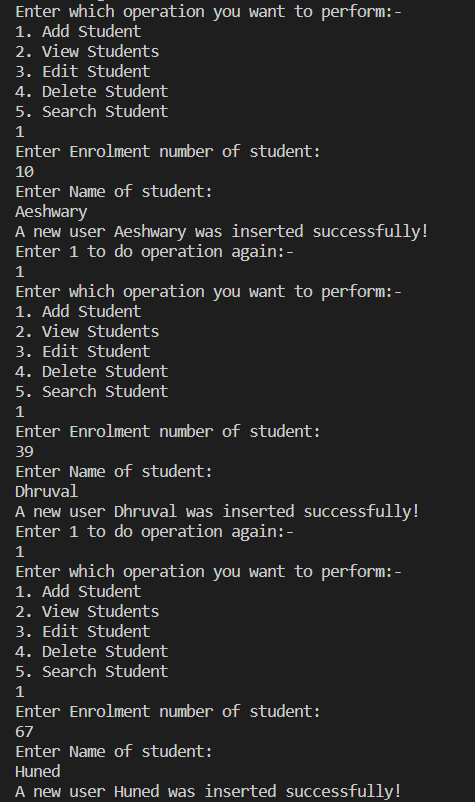 Enter which operation you want to perform:-
1. Add Student
2. View Students
3. Edit Student
4. Delete Student
5. Search Student
1
Enter Enrolment number of student:
10
Enter Name of student:
Aeshwary
A new user Aeshwary was inserted successfully!
Enter 1 to do operation again:-
1
Enter which operation you want to perform:-
1. Add Student
2. View Students
3. Edit Student
4. Delete Student
5. Search Student
1
Enter Enrolment number of student:
39
Enter Name of student:
Dhruval
A new user Dhruval was inserted successfully!
Enter 1 to do operation again:-
1
Enter which operation you want to perform:-
1. Add Student
2. View Students
3. Edit Student
4. Delete Student
5. Search Student
1
Enter Enrolment number of student:
67
Enter Name of student:
Huned
A new user Huned was inserted successfully!